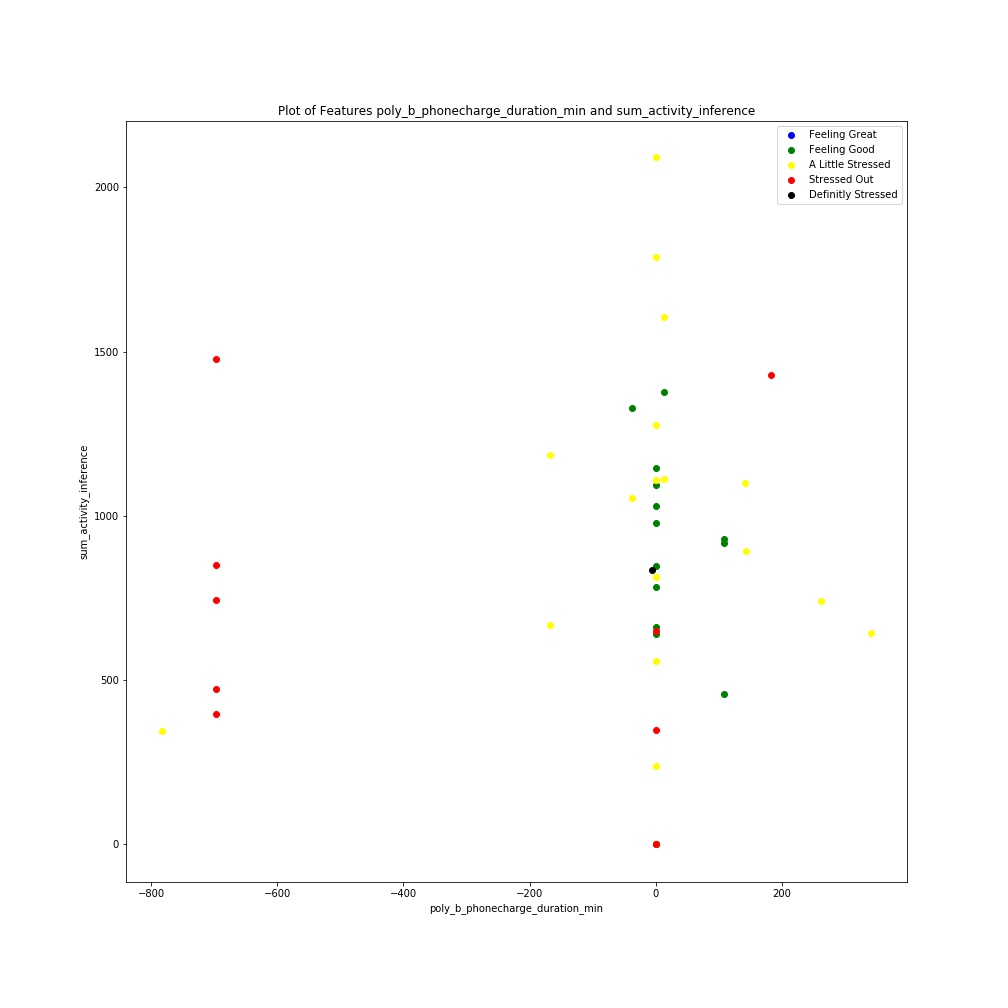 Plot of Features poly_b_phonecharge_duration_min and sum_activity_inference
Feeling Great
Feeling Good
A Little Stressed
Stressed Out
Definitly Stressed
2000
1500
1000
500
0
sum_activity_inference
−800 −600 −400 −200 0 200
poly_b_phonecharge_duration_min